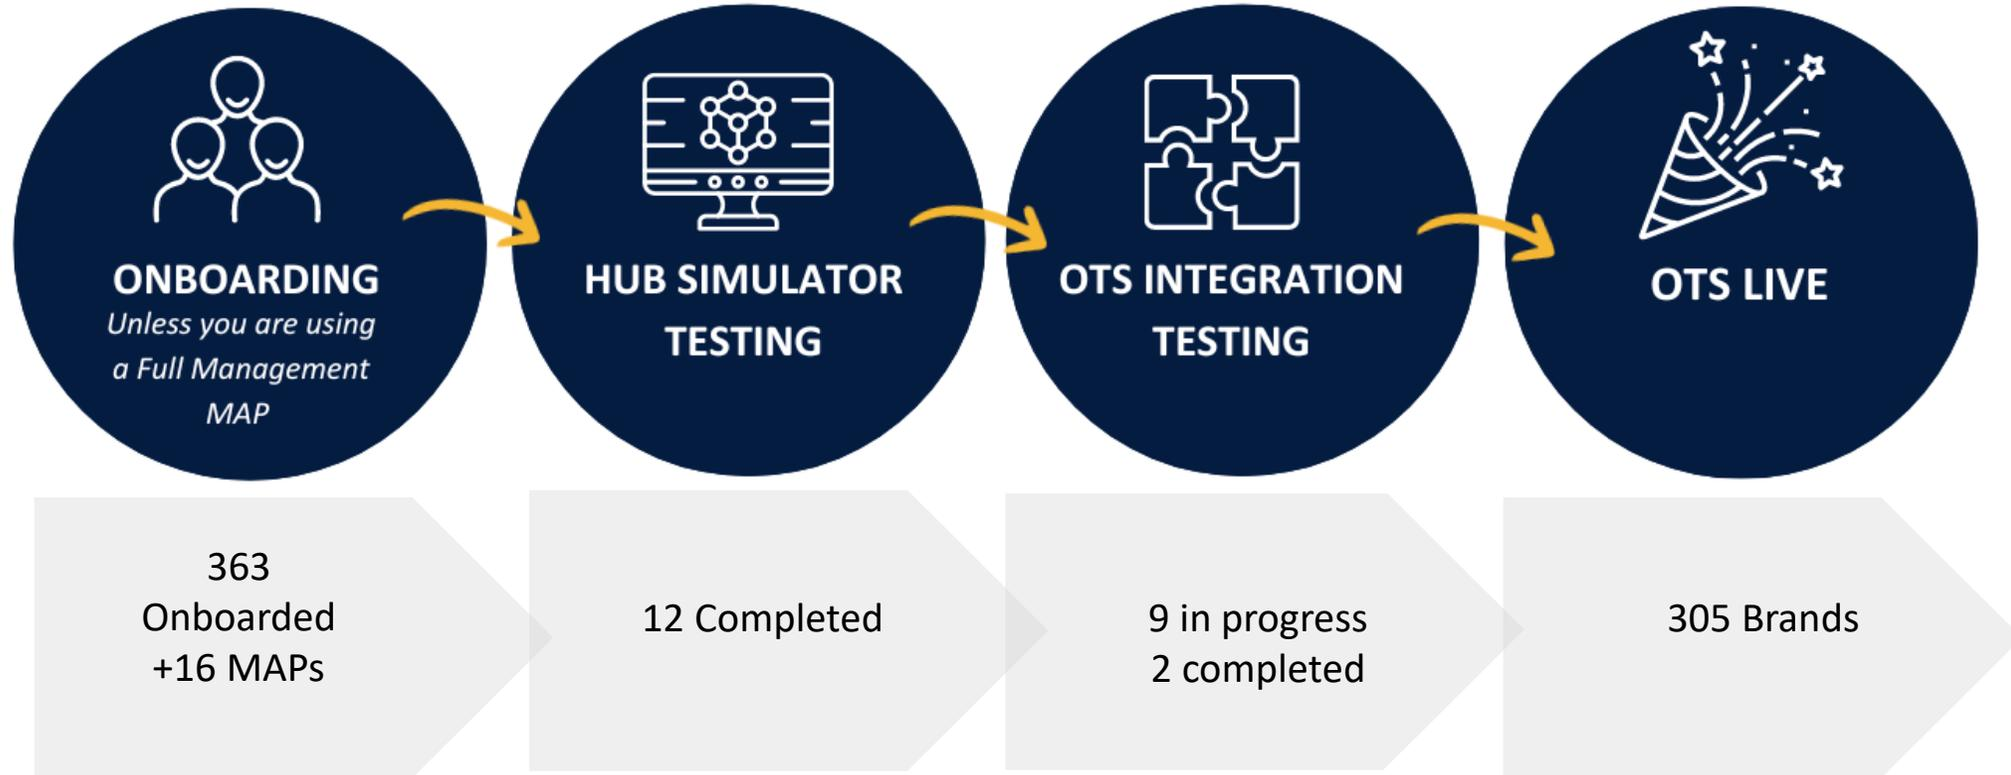 ONBOARDING
Unless you are using
a Full Management
MAP
HUB SIMULATOR
TESTING
OTS INTEGRATION
TESTING
OTS LIVE
363
Onboarded
+16 MAPs
12 Completed
9 in progress
2 completed
305 Brands